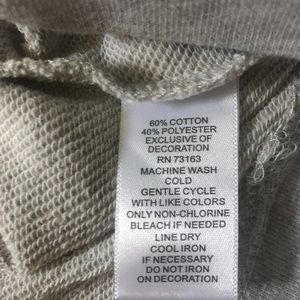 60% COTTON
40% POLYESTER
EXCLUSIVE OF
DECORATION
RN 73163
MACHINE WASH
COLD
GENTLE CYCLE
WITH LIKE COLORS
ONLY NON-CHLORINE
BLEACH IF NEEDED
LINE DRY
COOL IRON
IF NECESSARY
DO NOT IRON
ON DECORATION